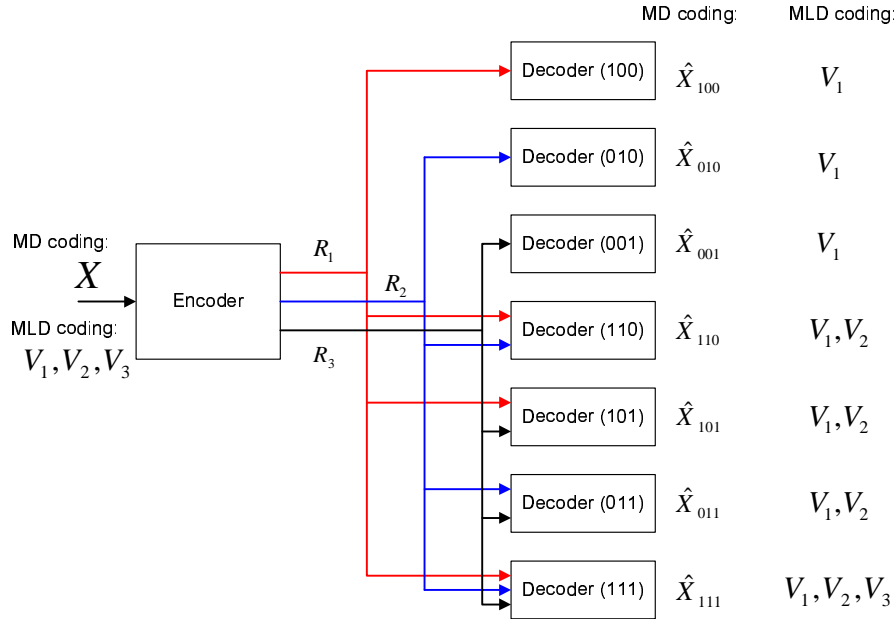 MD coding: MLD coding:
Decoder (100) X̂₁₀₀ V₁
Decoder (010) X̂₀₁₀ V₁
Decoder (001) X̂₀₀₁ V₁
MD coding:
X
Encoder
R₁
R₂
R₃
MLD coding:
V₁,V₂,V₃
Decoder (110) X̂₁₁₀ V₁,V₂
Decoder (101) X̂₁₀₁ V₁,V₂
Decoder (011) X̂₀₁₁ V₁,V₂
Decoder (111) X̂₁₁₁ V₁,V₂,V₃